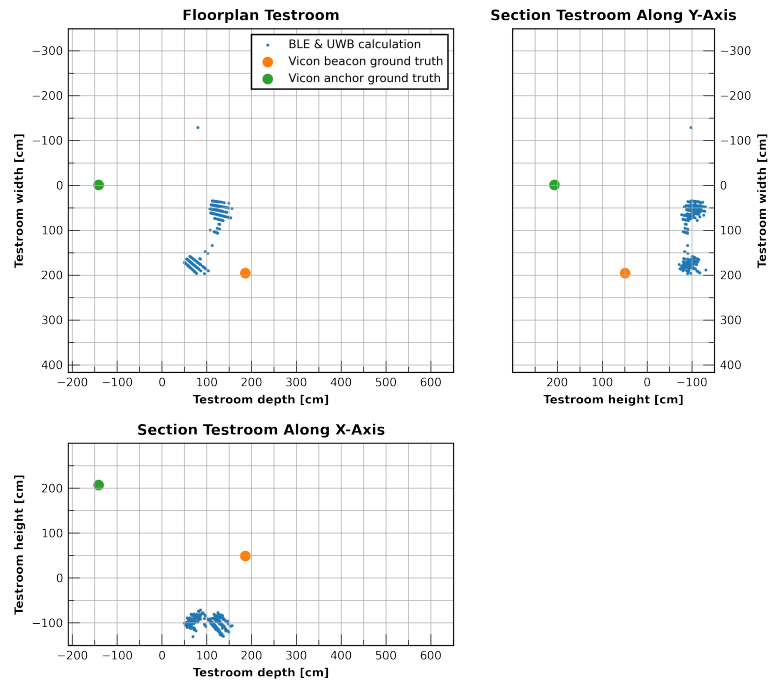 Floorplan Testroom
Section Testroom Along Y-Axis
BLE & UWB calculation
Vicon beacon ground truth
Vicon anchor ground truth
−300
−200
−100
0
100
200
300
400
Testroom width [cm]
−200 −100 0 100 200 300 400 500 600
Testroom depth [cm]
−300
−200
−100
0
100
200
300
400
Testroom width [cm]
200 100 0 −100
Testroom height [cm]
Section Testroom Along X-Axis
200
100
0
−100
Testroom height [cm]
−200 −100 0 100 200 300 400 500 600
Testroom depth [cm]